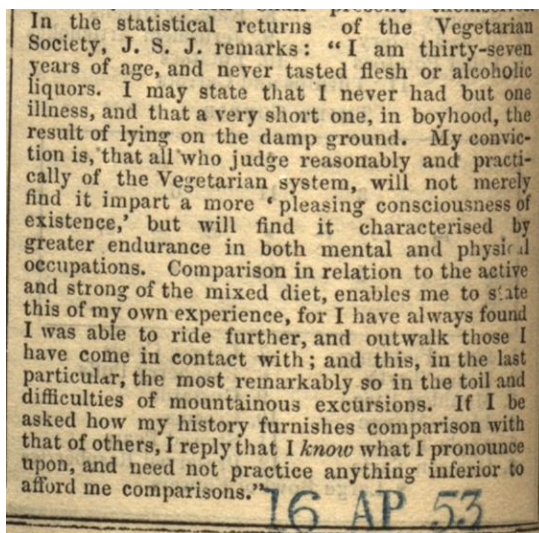 In the statistical returns of the Vegetarian
Society, J. S. J. remarks: “I am thirty-seven
years of age, and never tasted flesh or alcoholic
liquors. I may state that I never had but one
illness, and that a very short one, in boyhood, the
result of lying on the damp ground. My convic-
tion is, that all who judge reasonably and practi-
cally of the Vegetarian system, will not merely
find it impart a more ‘pleasing consciousness of
existence,’ but will find it characterised by
greater endurance in both mental and physical
occupations. Comparison in relation to the active
and strong of the mixed diet, enables me to state
this of my own experience, for I have always found
I was able to ride further, and outwalk those I
have come in contact with; and this, in the last
particular, the most remarkably so in the toil and
difficulties of mountainous excursions. If I be
asked how my history furnishes comparison with
that of others, I reply that I know what I pronounce
upon, and need not practice anything inferior to
afford me comparisons.”
16 AP 53